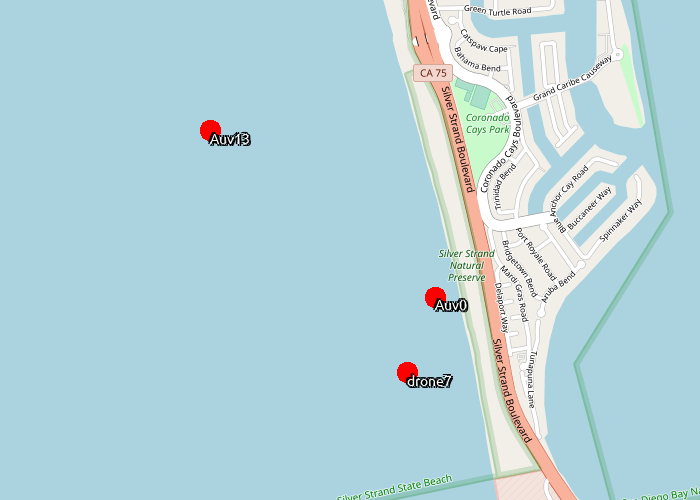 Green Turtle Road
Boulevard
Catspaw Cape
Bahama Bend
CA 75
Grand Caribe Causeway
Silver Strand Boulevard
Coronado
Cays Park
Coronado Cays Boulevard
Auv13
Trinidad Bend
Anchor Cay Road
Buccaneer Way
Spinnaker Way
Blue
Port Royale Road
Silver Strand
Natural
Preserve
Bridgetown Bend
Mardi Gras Road
Aruba Bend
Delaport Way
Auv0
Silver Strand Boulevard
Tunapuna Lane
drone7
Silver Strand State Beach
Diego Bay